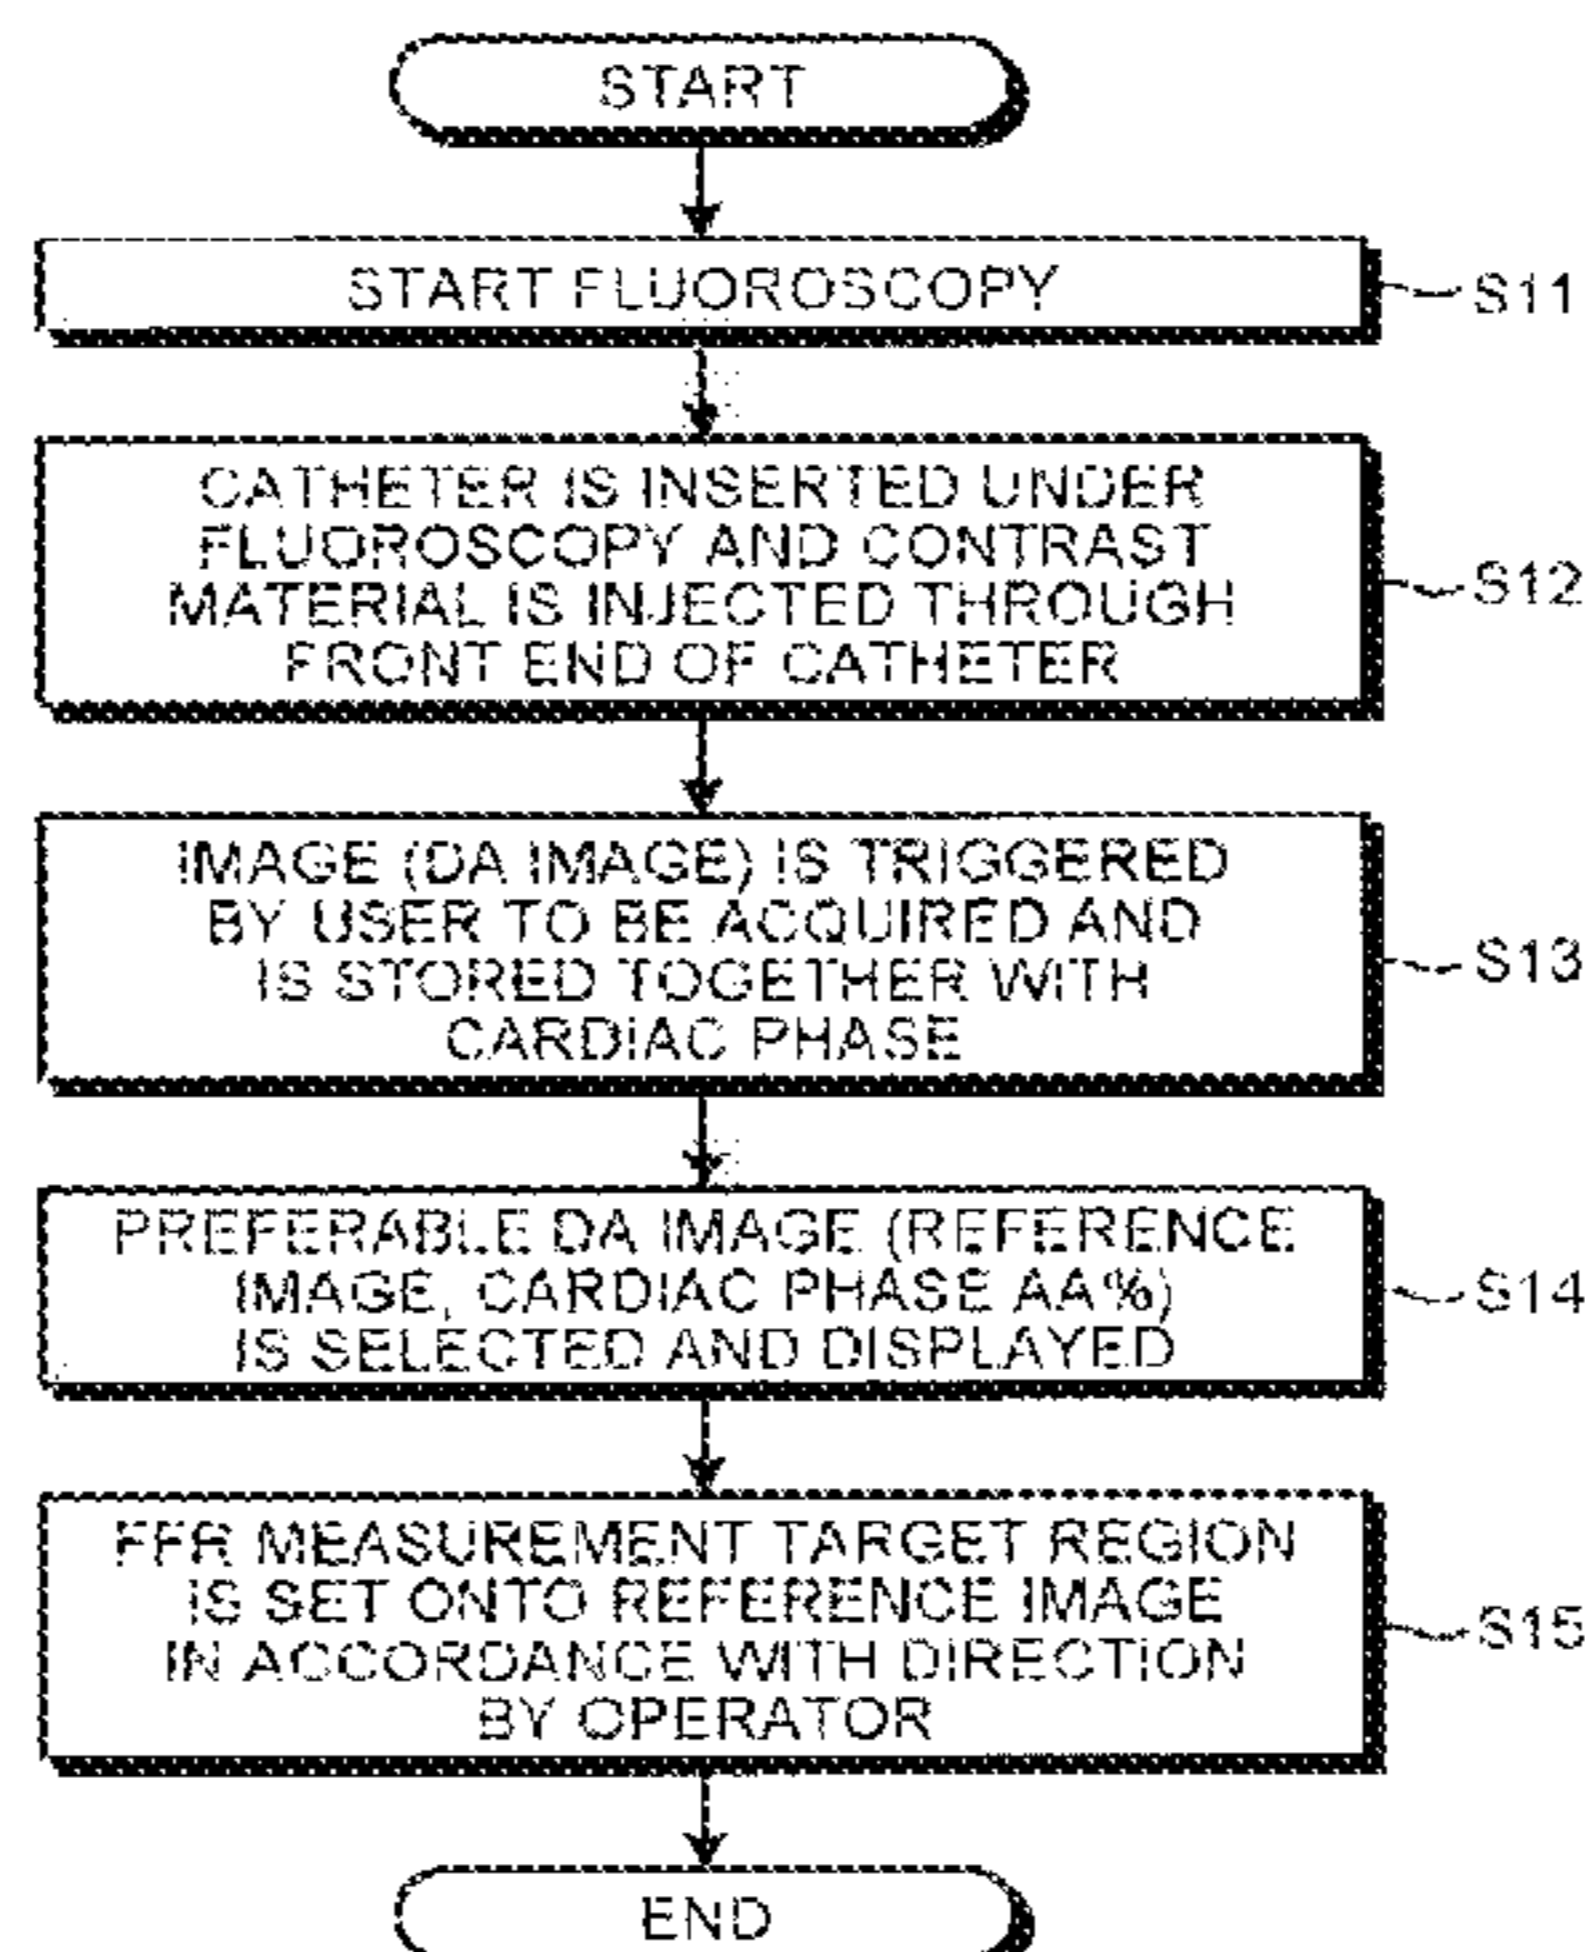 START
START FLUOROSCOPY
S11
CATHETER IS INSERTED UNDER
FLUOROSCOPY AND CONTRAST
MATERIAL IS INJECTED THROUGH
FRONT END OF CATHETER
S12
IMAGE (DA IMAGE) IS TRIGGERED
BY USER TO BE ACQUIRED AND
IS STORED TOGETHER WITH
CARDIAC PHASE
S13
PREFERABLE DA IMAGE (REFERENCE
IMAGE, CARDIAC PHASE AA%)
IS SELECTED AND DISPLAYED
S14
FFR MEASUREMENT TARGET REGION
IS SET ONTO REFERENCE IMAGE
IN ACCORDANCE WITH DIRECTION
BY OPERATOR
S15
END